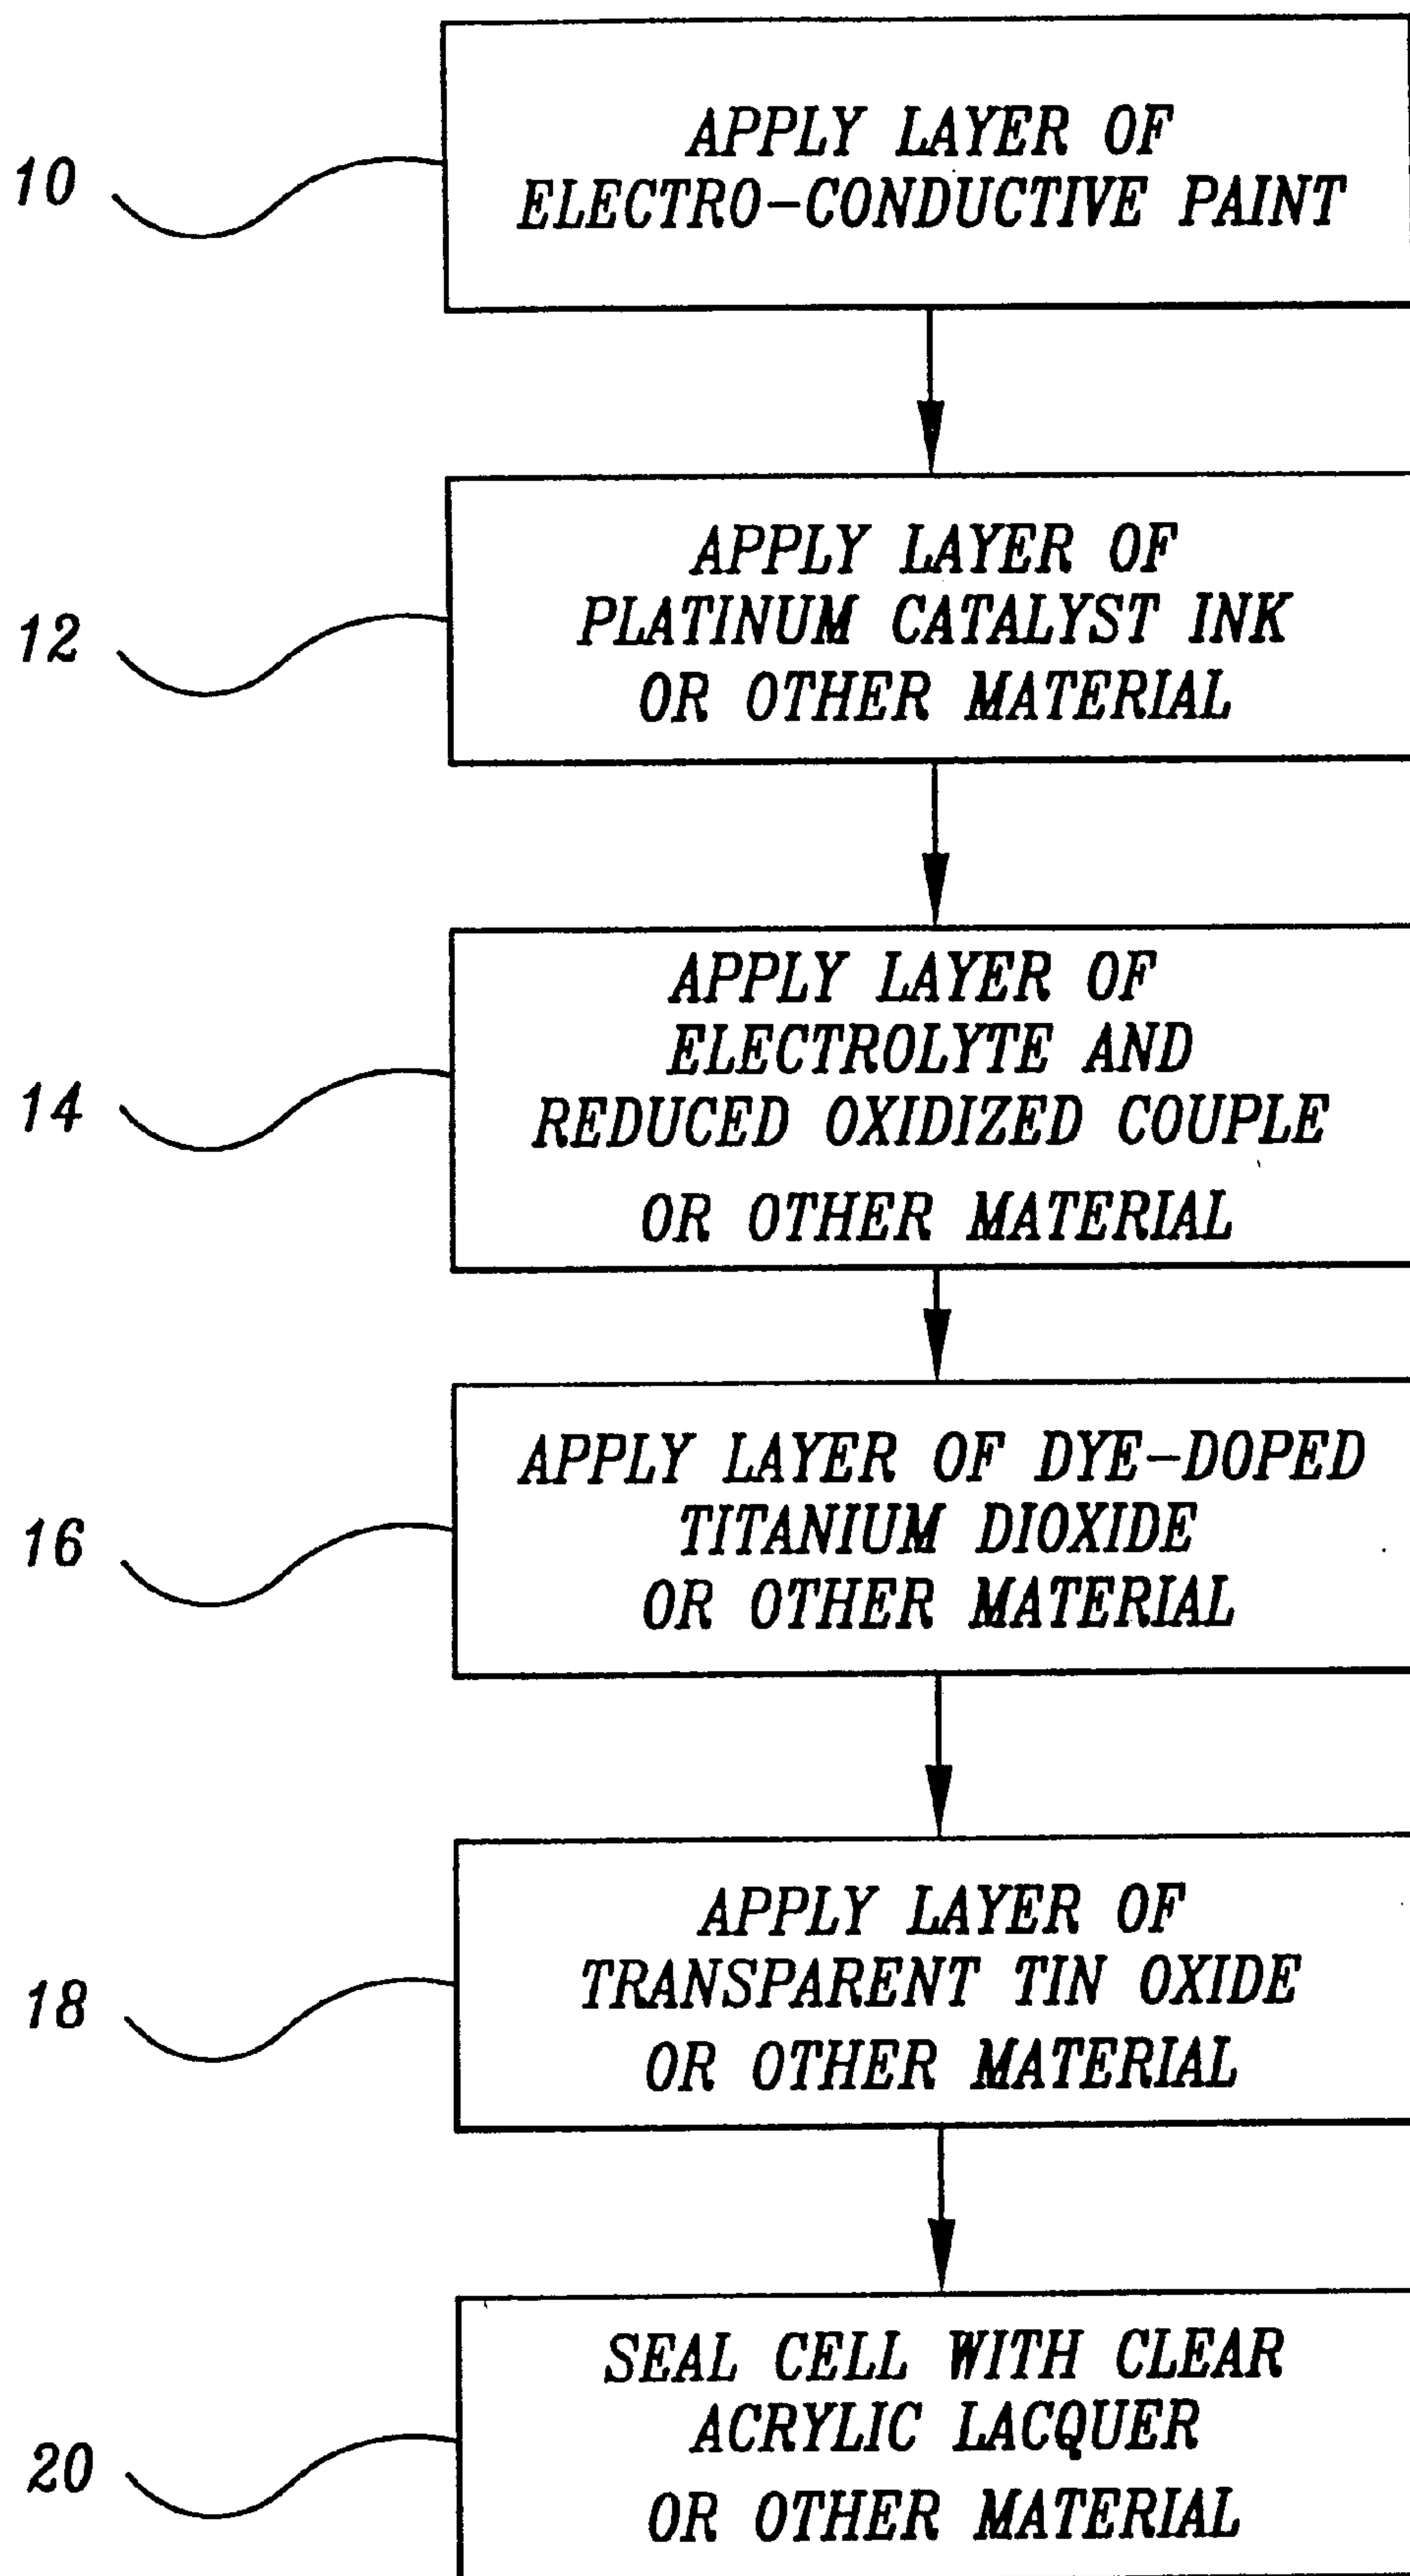 10
APPLY LAYER OF
ELECTRO-CONDUCTIVE PAINT
12
APPLY LAYER OF
PLATINUM CATALYST INK
OR OTHER MATERIAL
14
APPLY LAYER OF
ELECTROLYTE AND
REDUCED OXIDIZED COUPLE
OR OTHER MATERIAL
16
APPLY LAYER OF DYE-DOPED
TITANIUM DIOXIDE
OR OTHER MATERIAL
18
APPLY LAYER OF
TRANSPARENT TIN OXIDE
OR OTHER MATERIAL
20
SEAL CELL WITH CLEAR
ACRYLIC LACQUER
OR OTHER MATERIAL